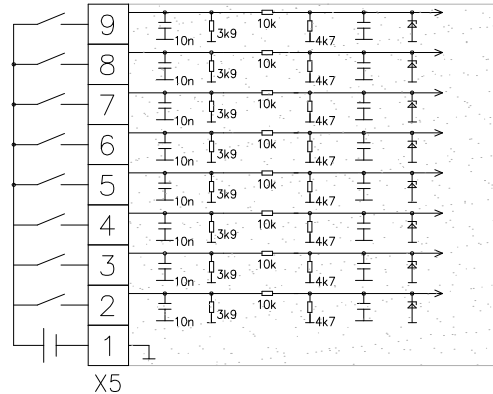 9 10n 3k9 10k 4k7
8 10n 3k9 10k 4k7
7 10n 3k9 10k 4k7
6 10n 3k9 10k 4k7
5 10n 3k9 10k 4k7
4 10n 3k9 10k 4k7
3 10n 3k9 10k 4k7
2 10n 3k9 10k 4k7
1
X5